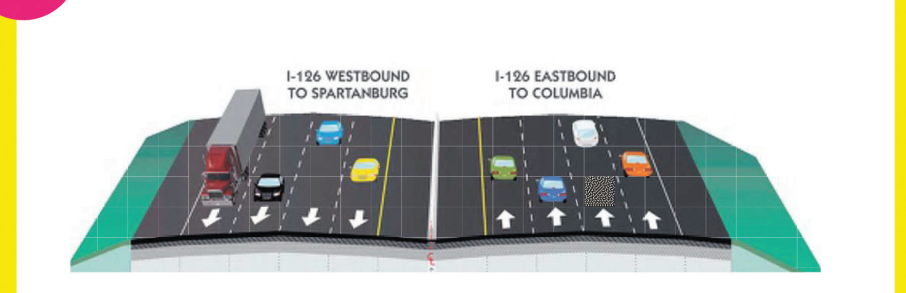 I-126 WESTBOUND
TO SPARTANBURG
I-126 EASTBOUND
TO COLUMBIA